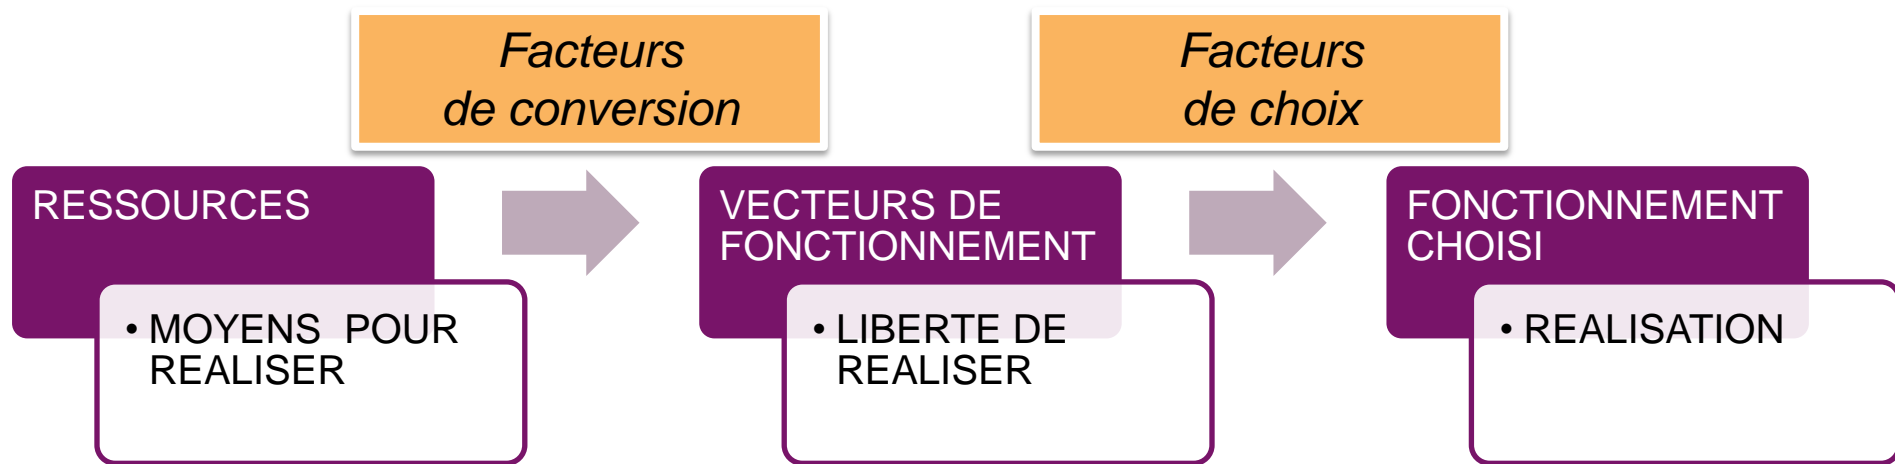 Facteurs
de conversion
Facteurs
de choix
RESSOURCES
• MOYENS POUR
REALISER
VECTEURS DE
FONCTIONNEMENT
• LIBERTE DE
REALISER
FONCTIONNEMENT
CHOISI
• REALISATION